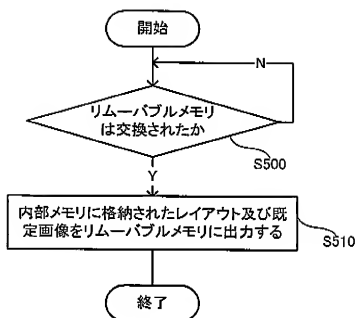 開始
N
リムーバブルメモリ
は交換されたか
S500
Y
内部メモリに格納されたレイアウト及び既
定画像をリムーバブルメモリに出力する
S510
終了